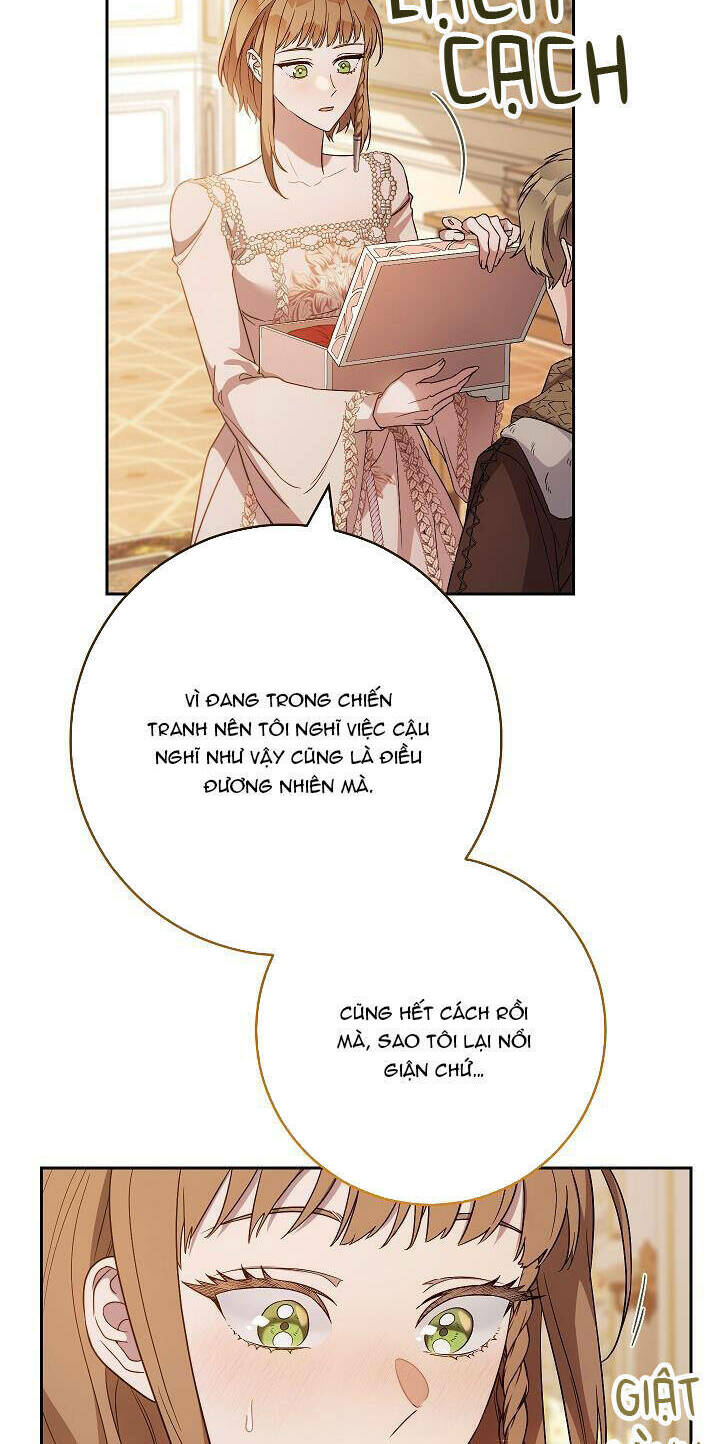 LẠCH
CẠCH
VÌ ĐANG TRONG CHIẾN
TRANH NÊN TÔI NGHĨ VIỆC CẬU
NGHĨ NHƯ VẬY CŨNG LÀ ĐIỀU
ĐƯƠNG NHIÊN MÀ.
CŨNG HẾT CÁCH RỒI
MÀ, SAO TÔI LẠI NỔI
GIẬN CHỨ...
GIẬT